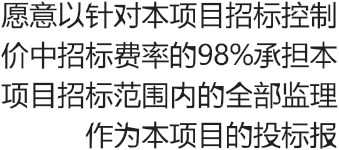 愿意以针对本项目招标控制
价中招标费率的98%承担本
项目招标范围内的全部监理
作为本项目的投标报